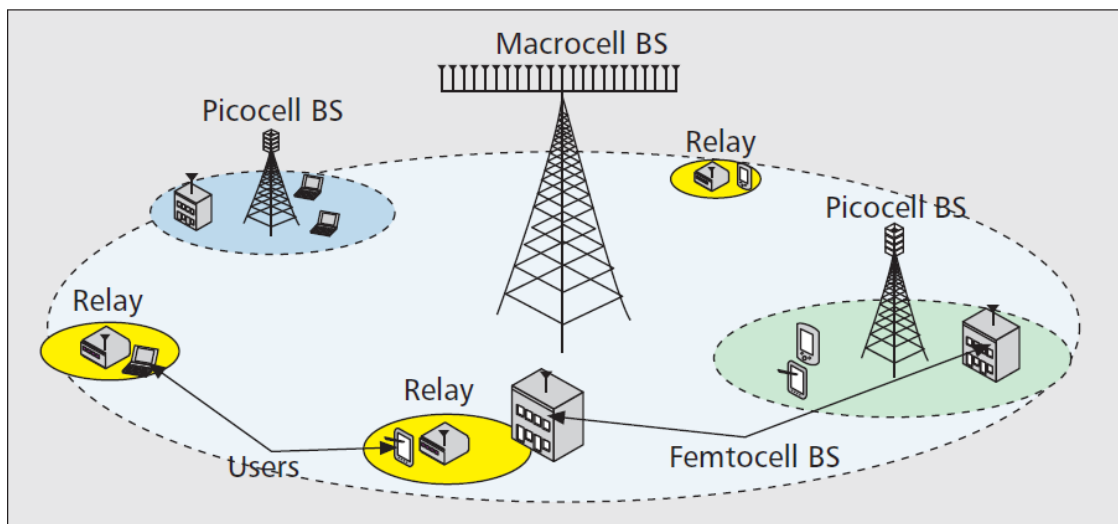 Macrocell BS
Picocell BS
Relay
Picocell BS
Relay
Relay
Users
Femtocell BS